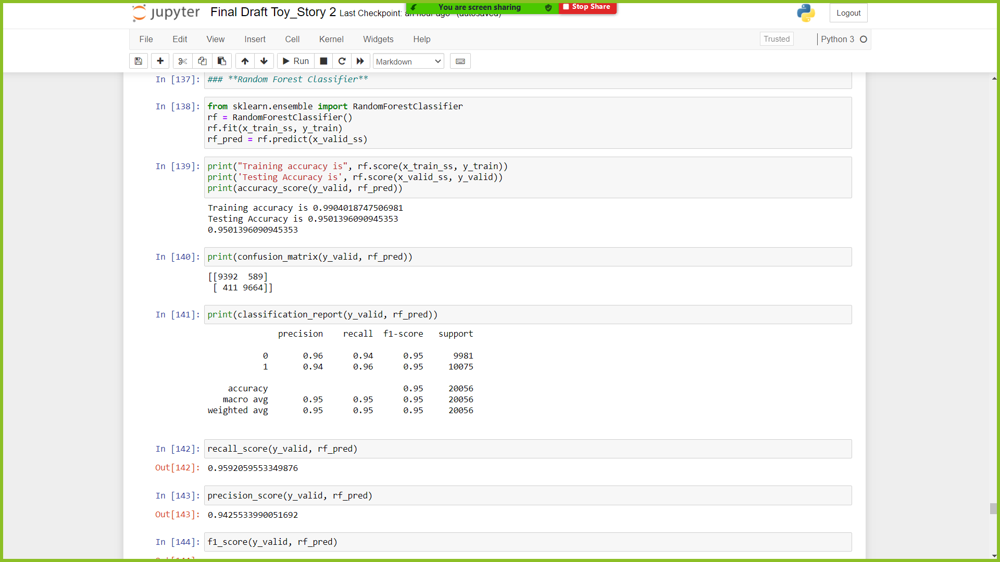 jupyter Final Draft Toy_Story 2 Last Checkpoint: an hour ago (autosaved)
You are screen sharing
Stop Share
Logout
File Edit View Insert Cell Kernel Widgets Help
Trusted
Python 3
Run
Markdown
In [137]: ### **Random Forest Classifier**
In [138]: from sklearn.ensemble import RandomForestClassifier
rf = RandomForestClassifier()
rf.fit(x_train_ss, y_train)
rf_pred = rf.predict(x_valid_ss)
In [139]: print("Training accuracy is", rf.score(x_train_ss, y_train))
print('Testing Accuracy is', rf.score(x_valid_ss, y_valid))
print(accuracy_score(y_valid, rf_pred))
Training accuracy is 0.9904018747506981
Testing Accuracy is 0.9501396090945353
0.9501396090945353
In [140]: print(confusion_matrix(y_valid, rf_pred))
[[9392  589]
 [ 411 9664]]
In [141]: print(classification_report(y_valid, rf_pred))
precision recall f1-score support
0 0.96 0.94 0.95 9981
1 0.94 0.96 0.95 10075
accuracy 0.95 20056
macro avg 0.95 0.95 0.95 20056
weighted avg 0.95 0.95 0.95 20056
In [142]: recall_score(y_valid, rf_pred)
Out[142]: 0.9592059553349876
In [143]: precision_score(y_valid, rf_pred)
Out[143]: 0.9425533990051692
In [144]: f1_score(y_valid, rf_pred)